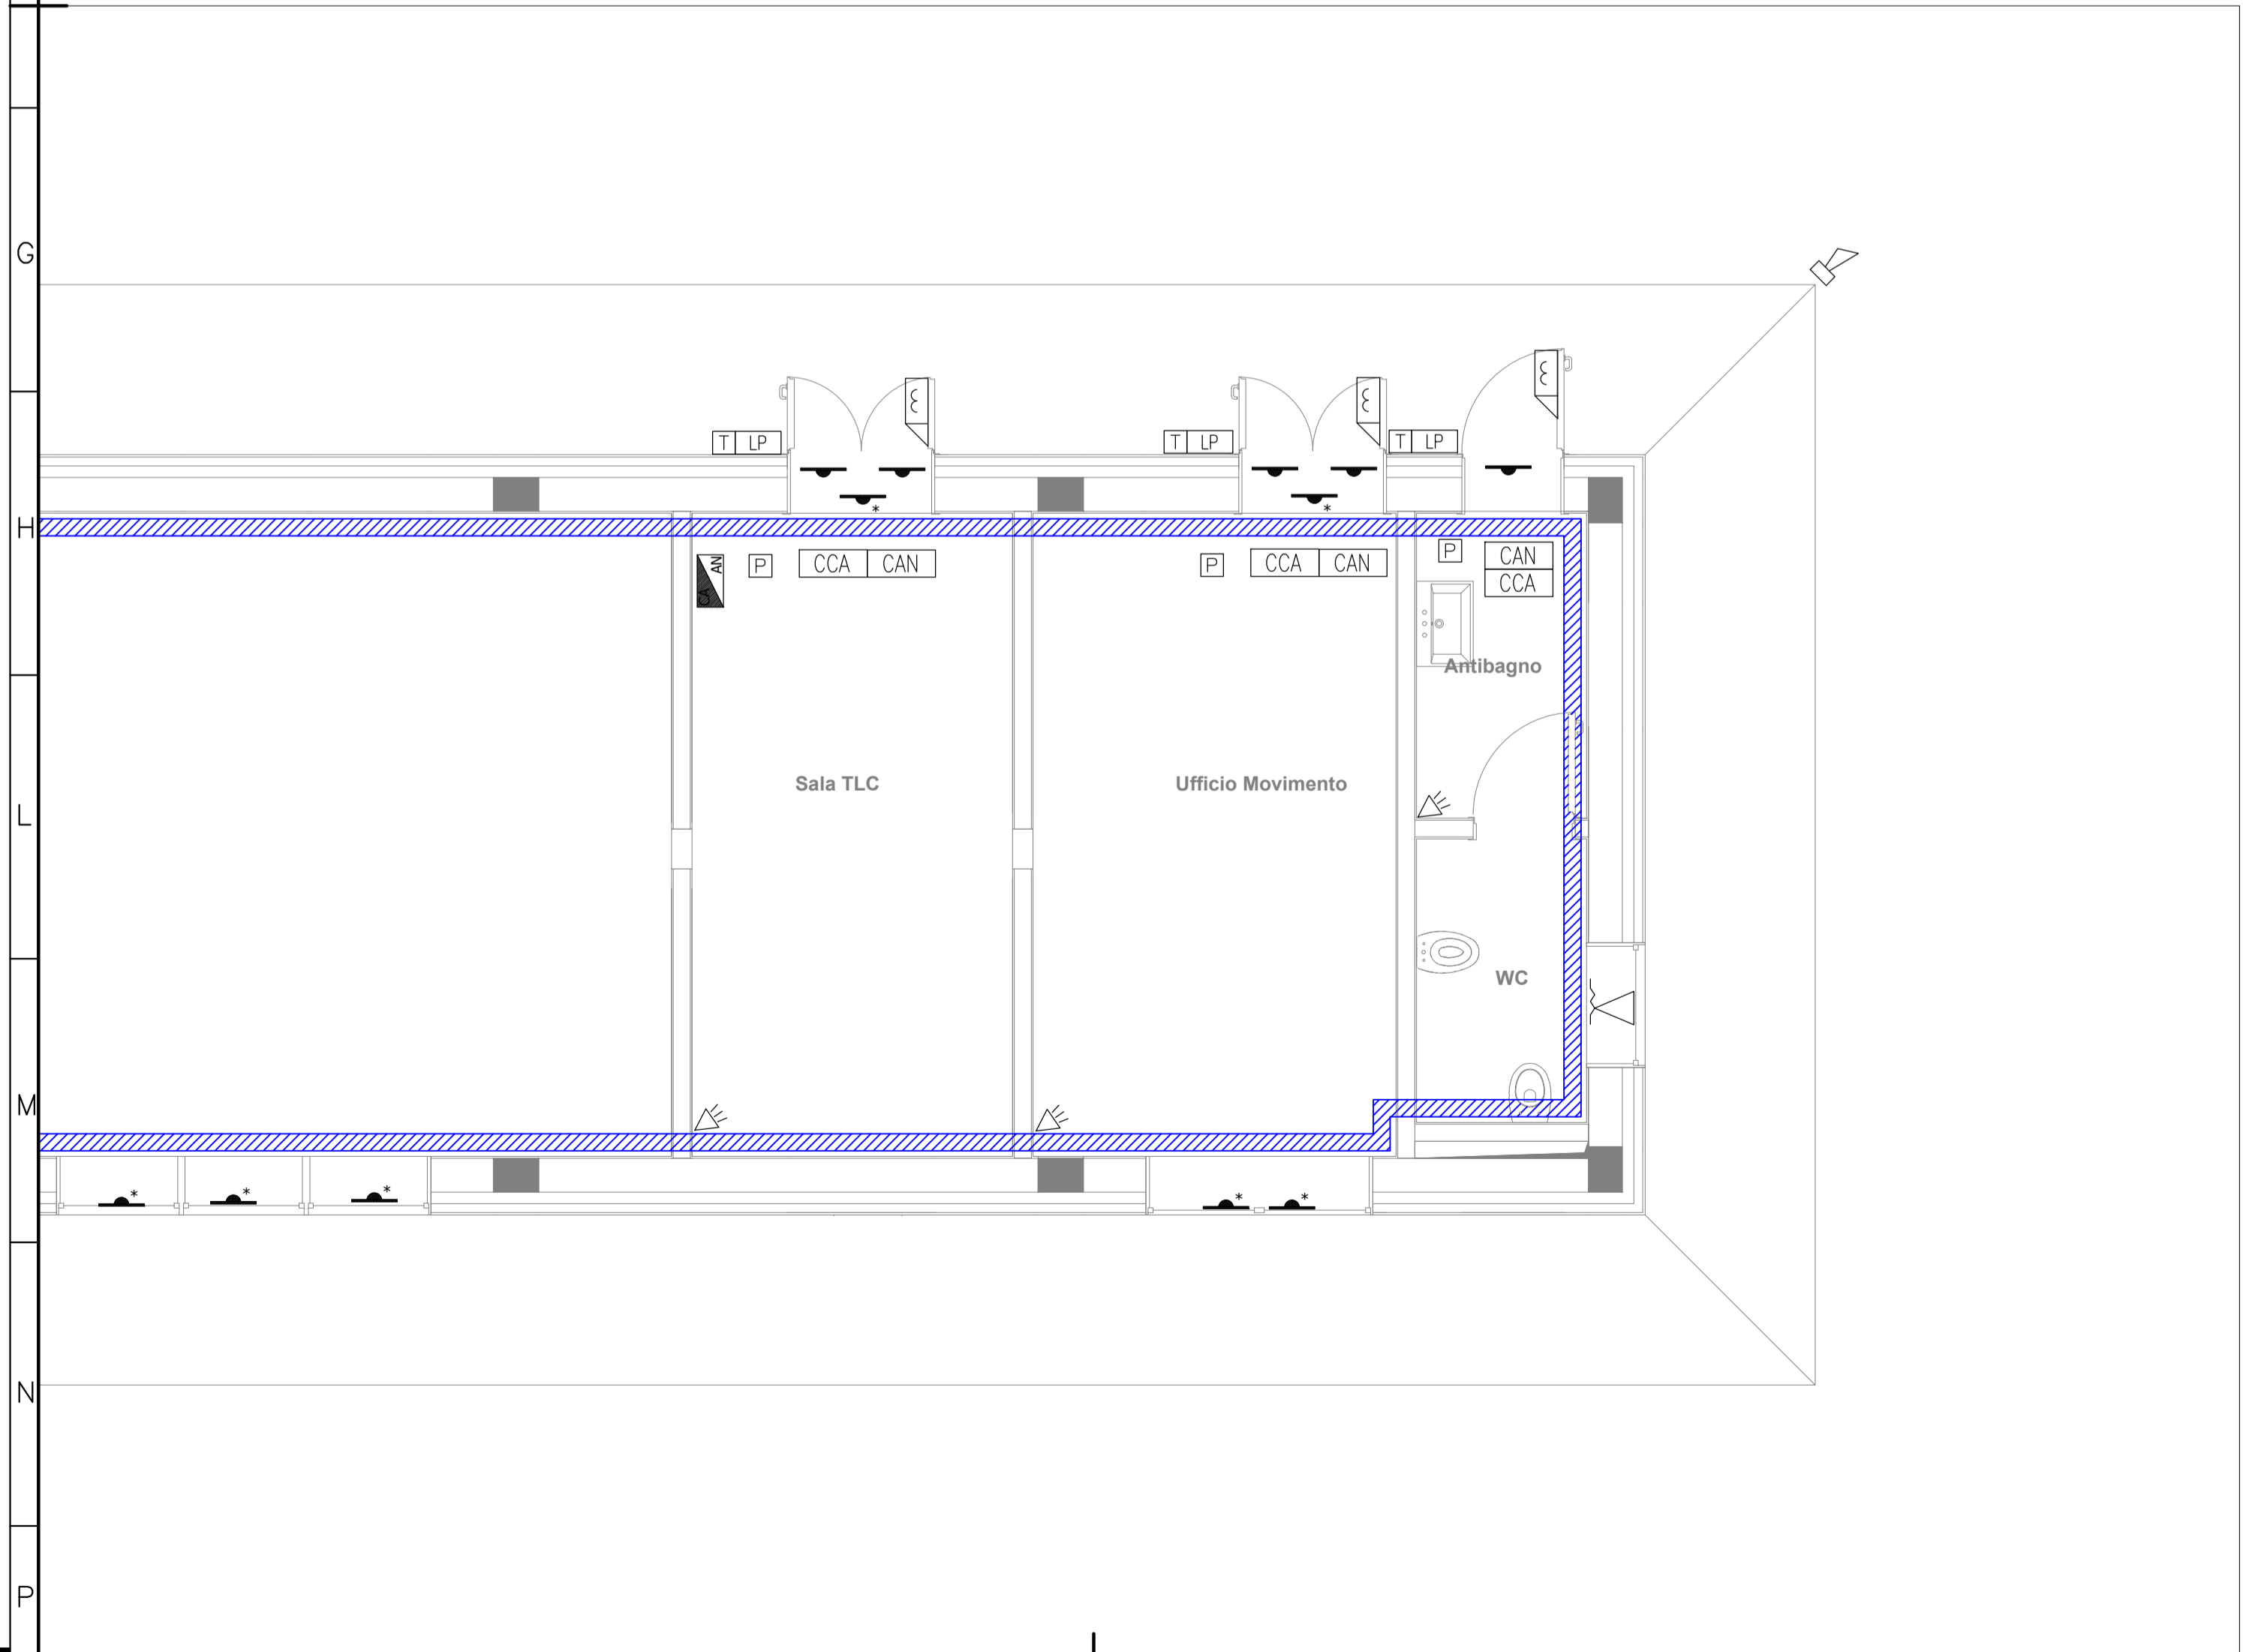 G
T LP
T LP
T LP
*
*
H
AN
CA
P
CCA CAN
P
CCA CAN
P
CAN
CCA
Antibagno
Sala TLC
Ufficio Movimento
L
WC
M
*
*
*
*
*
N
P